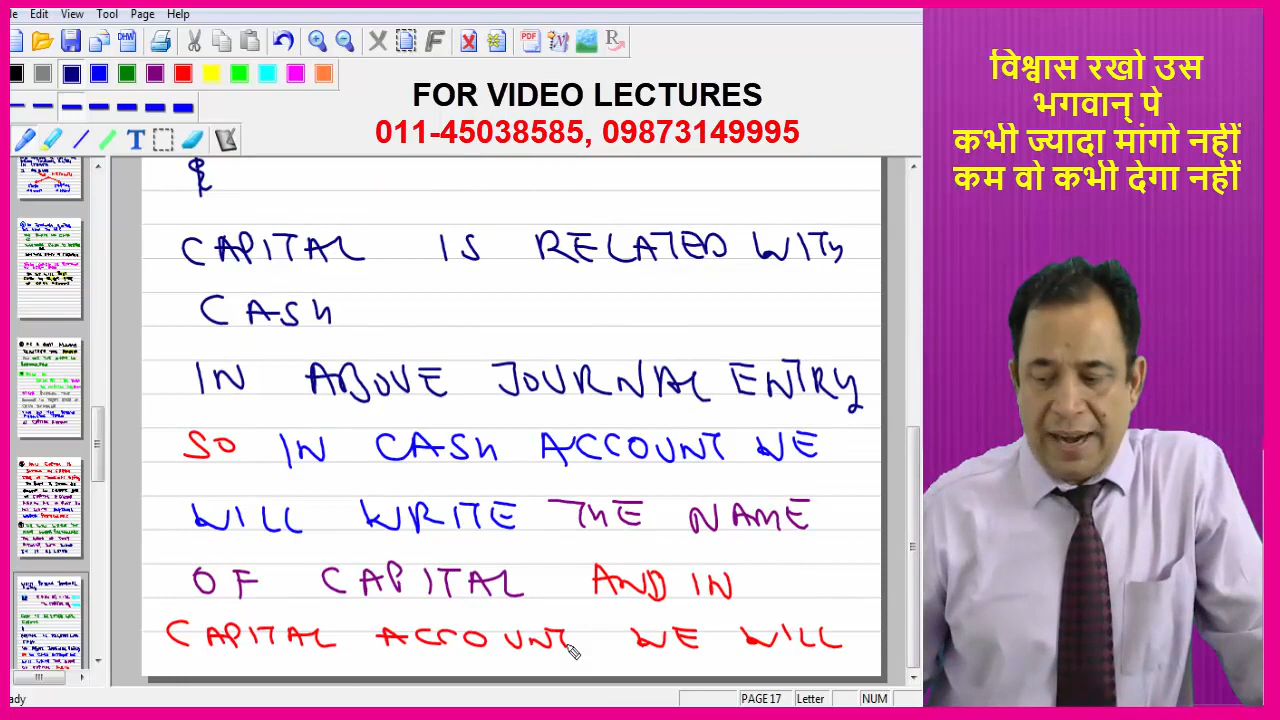 Edit View Tool Page Help
FOR VIDEO LECTURES
011-45038585, 09873149995
विश्वास रखो उस
भगवान् पे
कभी ज्यादा मांगो नहीं
कम वो कभी देगा नहीं
&
CAPITAL IS RELATED WITH
CASH
IN ABOVE JOURNAL ENTRY
SO IN CASH ACCOUNT WE
WILL WRITE THE NAME
OF CAPITAL AND IN
CAPITAL ACCOUNT WE WILL
PAGE 17 Letter NUM